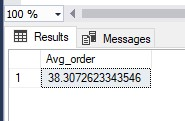 100 %
Results Messages
Avg_order
1 38.3072623343546